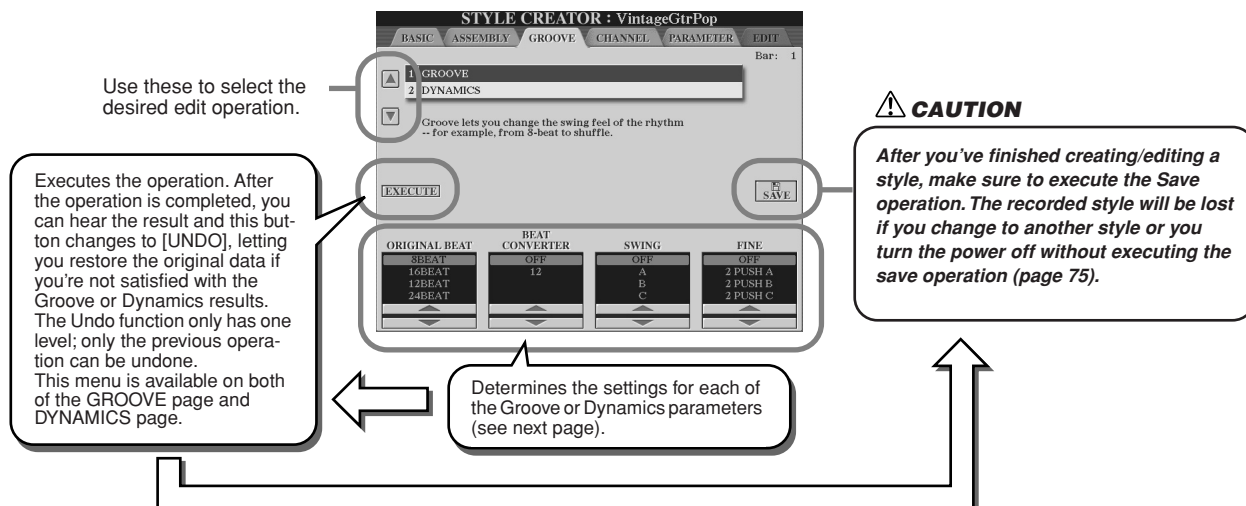 STYLE CREATOR : VintageGtrPop
BASIC ASSEMBLY GROOVE CHANNEL PARAMETER EDIT
Bar: 1
1 GROOVE
2 DYNAMICS
Groove lets you change the swing feel of the rhythm
-- for example, from 8-beat to shuffle.
EXECUTE
SAVE
ORIGINAL BEAT
8BEAT
16BEAT
12BEAT
24BEAT
BEAT
CONVERTER
OFF
12
SWING
OFF
A
B
C
FINE
OFF
2 PUSH A
2 PUSH B
2 PUSH C
Use these to select the
desired edit operation.
Executes the operation. After
the operation is completed, you
can hear the result and this but-
ton changes to [UNDO], letting
you restore the original data if
you're not satisfied with the
Groove or Dynamics results.
The Undo function only has one
level; only the previous opera-
tion can be undone.
This menu is available on both
of the GROOVE page and
DYNAMICS page.
Determines the settings for each of
the Groove or Dynamics parameters
(see next page).
CAUTION
After you've finished creating/editing a
style, make sure to execute the Save
operation. The recorded style will be lost
if you change to another style or you
turn the power off without executing the
save operation (page 75).